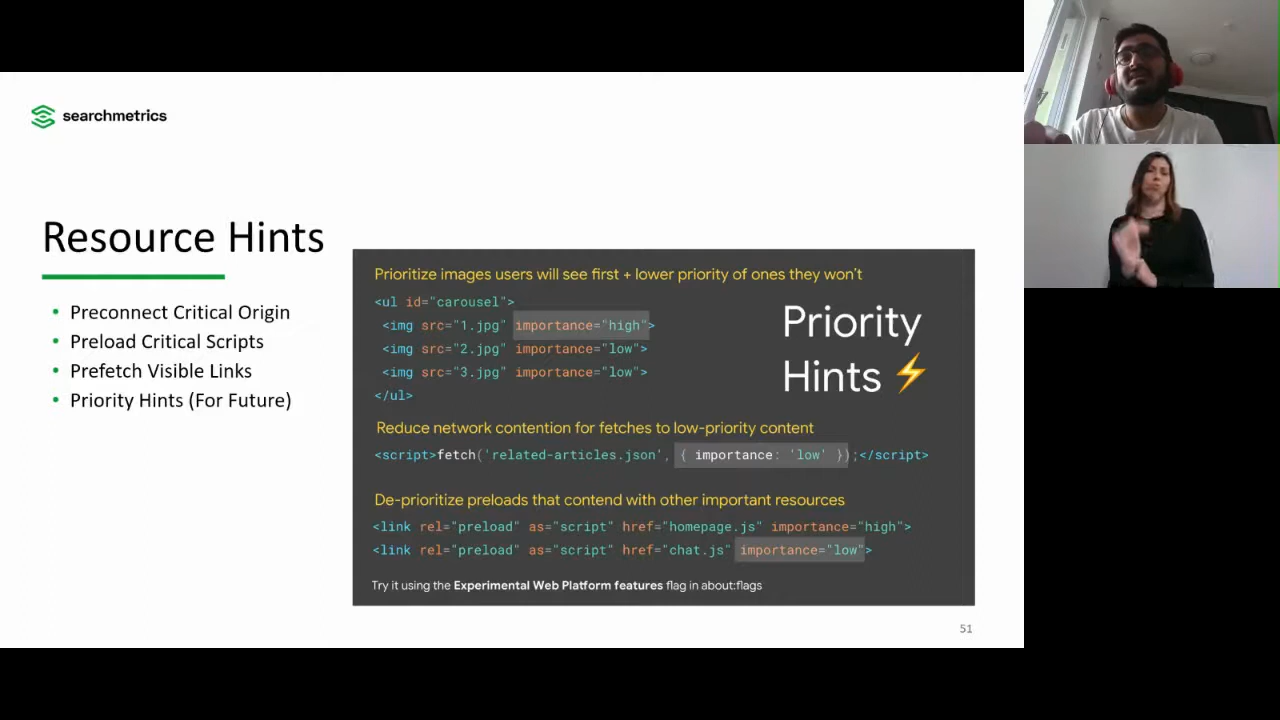 searchmetrics
Resource Hints
• Preconnect Critical Origin
• Preload Critical Scripts
• Prefetch Visible Links
• Priority Hints (For Future)
Prioritize images users will see first + lower priority of ones they won't
<ul id="carousel">
<img src="1.jpg" importance="high">
<img src="2.jpg" importance="low">
<img src="3.jpg" importance="low">
</ul>
Priority
Hints ⚡
Reduce network contention for fetches to low-priority content
<script>fetch('related-articles.json', { importance: 'low' });</script>
De-prioritize preloads that contend with other important resources
<link rel="preload" as="script" href="homepage.js" importance="high">
<link rel="preload" as="script" href="chat.js" importance="low">
Try it using the Experimental Web Platform features flag in about:flags
51